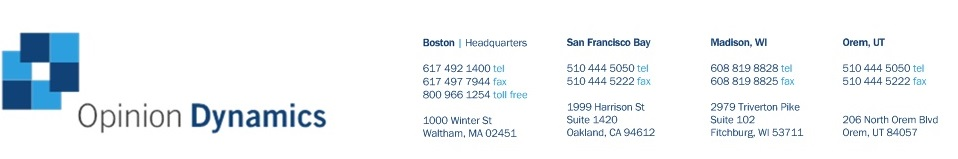 Opinion Dynamics
Boston | Headquarters
617 492 1400 tel
617 497 7944 fax
800 966 1254 toll free
1000 Winter St
Waltham, MA 02451
San Francisco Bay
510 444 5050 tel
510 444 5222 fax
1999 Harrison St
Suite 1420
Oakland, CA 94612
Madison, WI
608 819 8828 tel
608 819 8825 fax
2979 Triverton Pike
Suite 102
Fitchburg, WI 53711
Orem, UT
510 444 5050 tel
510 444 5222 fax
206 North Orem Blvd
Orem, UT 84057